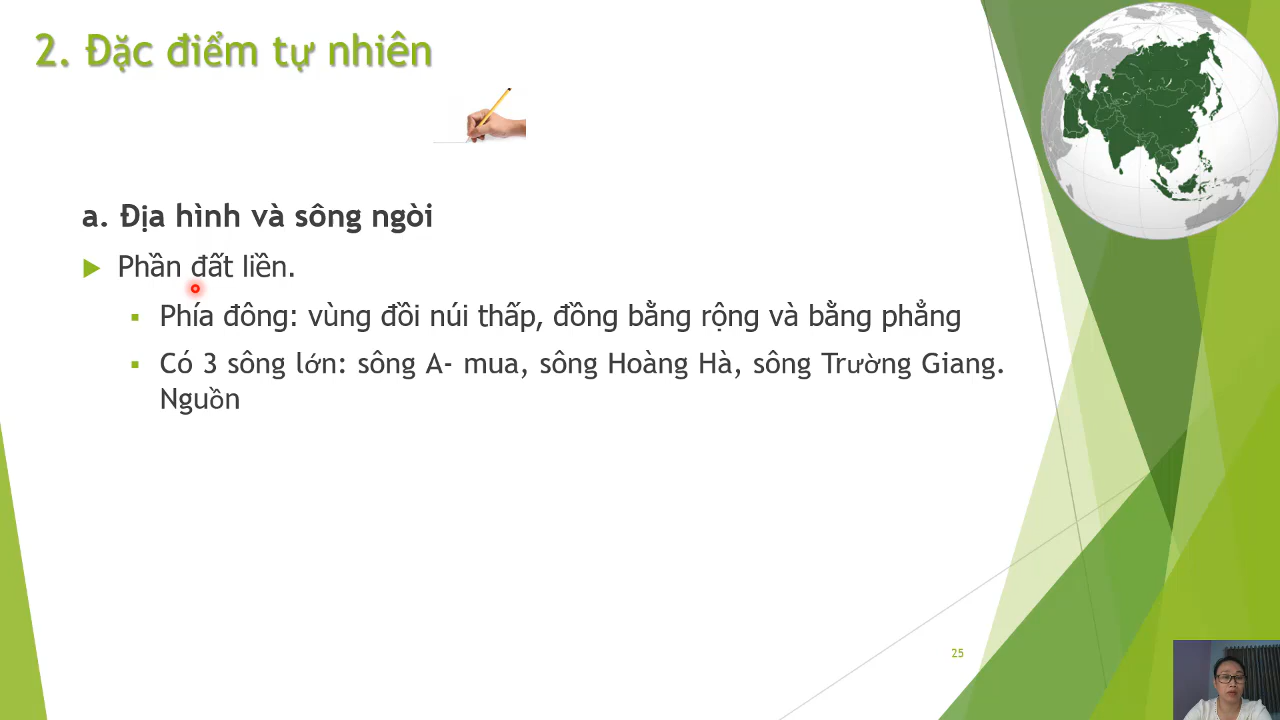 2. Đặc điểm tự nhiên
a. Địa hình và sông ngòi
Phần đất liền.
Phía đông: vùng đồi núi thấp, đồng bằng rộng và bằng phẳng
Có 3 sông lớn: sông A- mua, sông Hoàng Hà, sông Trường Giang.
Nguồn
25